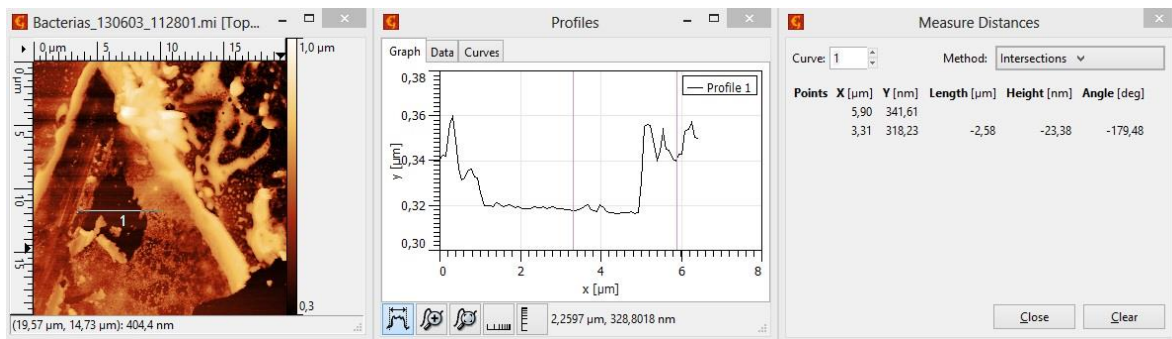 Bacterias_130603_112801.mi [Top...
0 µm 5 10 15
1,0 µm
0 µm
5
10
15
1
0,3
(19,57 µm, 14,73 µm): 404,4 nm
Profiles
Graph Data Curves
0,38
0,36
0,34
0,32
0,30
y [µm]
Profile 1
0 2 4 6 8
x [µm]
2,2597 µm, 328,8018 nm
Measure Distances
Curve: 1 Method: Intersections
Points X [µm] Y [nm] Length [µm] Height [nm] Angle [deg]
5,90 341,61
3,31 318,23 -2,58 -23,38 -179,48
Close Clear